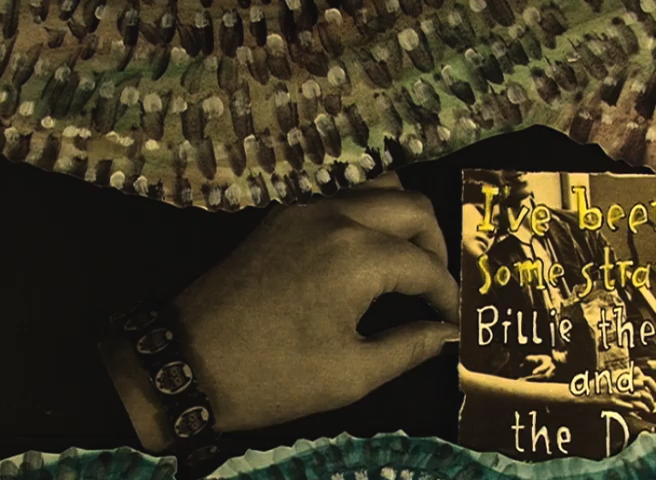 I've bee
Some stra
Billie the
and
the D